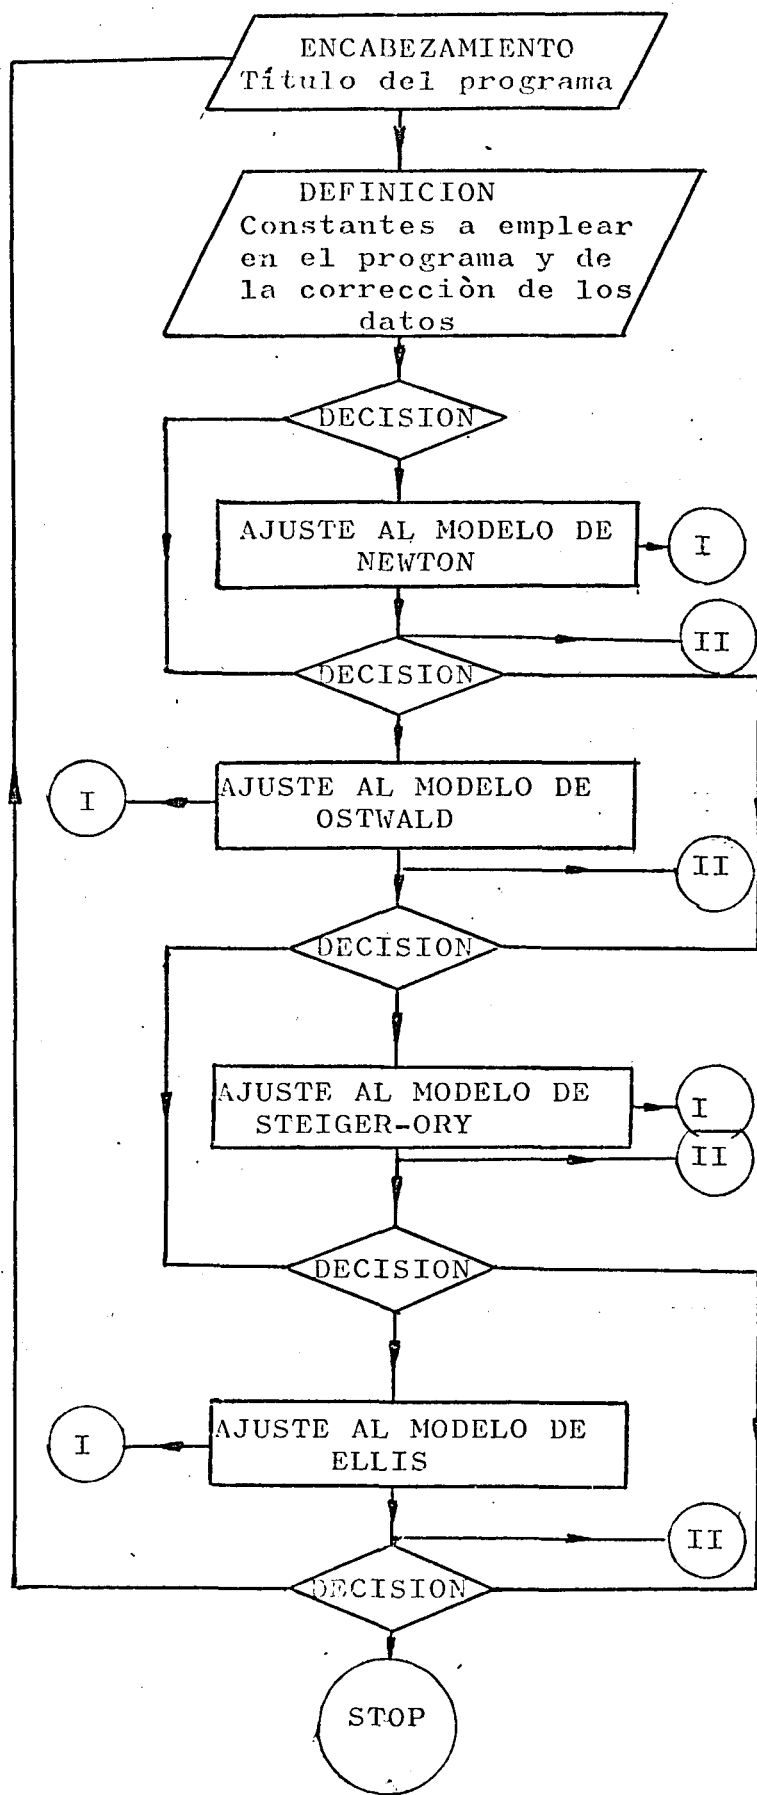 ENCABEZAMIENTO
Título del programa
DEFINICION
Constantes a emplear
en el programa y de
la correcciòn de los
datos
DECISION
AJUSTE AL MODELO DE
NEWTON
I
II
DECISION
AJUSTE AL MODELO DE
OSTWALD
I
II
DECISION
AJUSTE AL MODELO DE
STEIGER-ORY
I
II
DECISION
AJUSTE AL MODELO DE
ELLIS
I
II
DECISION
STOP